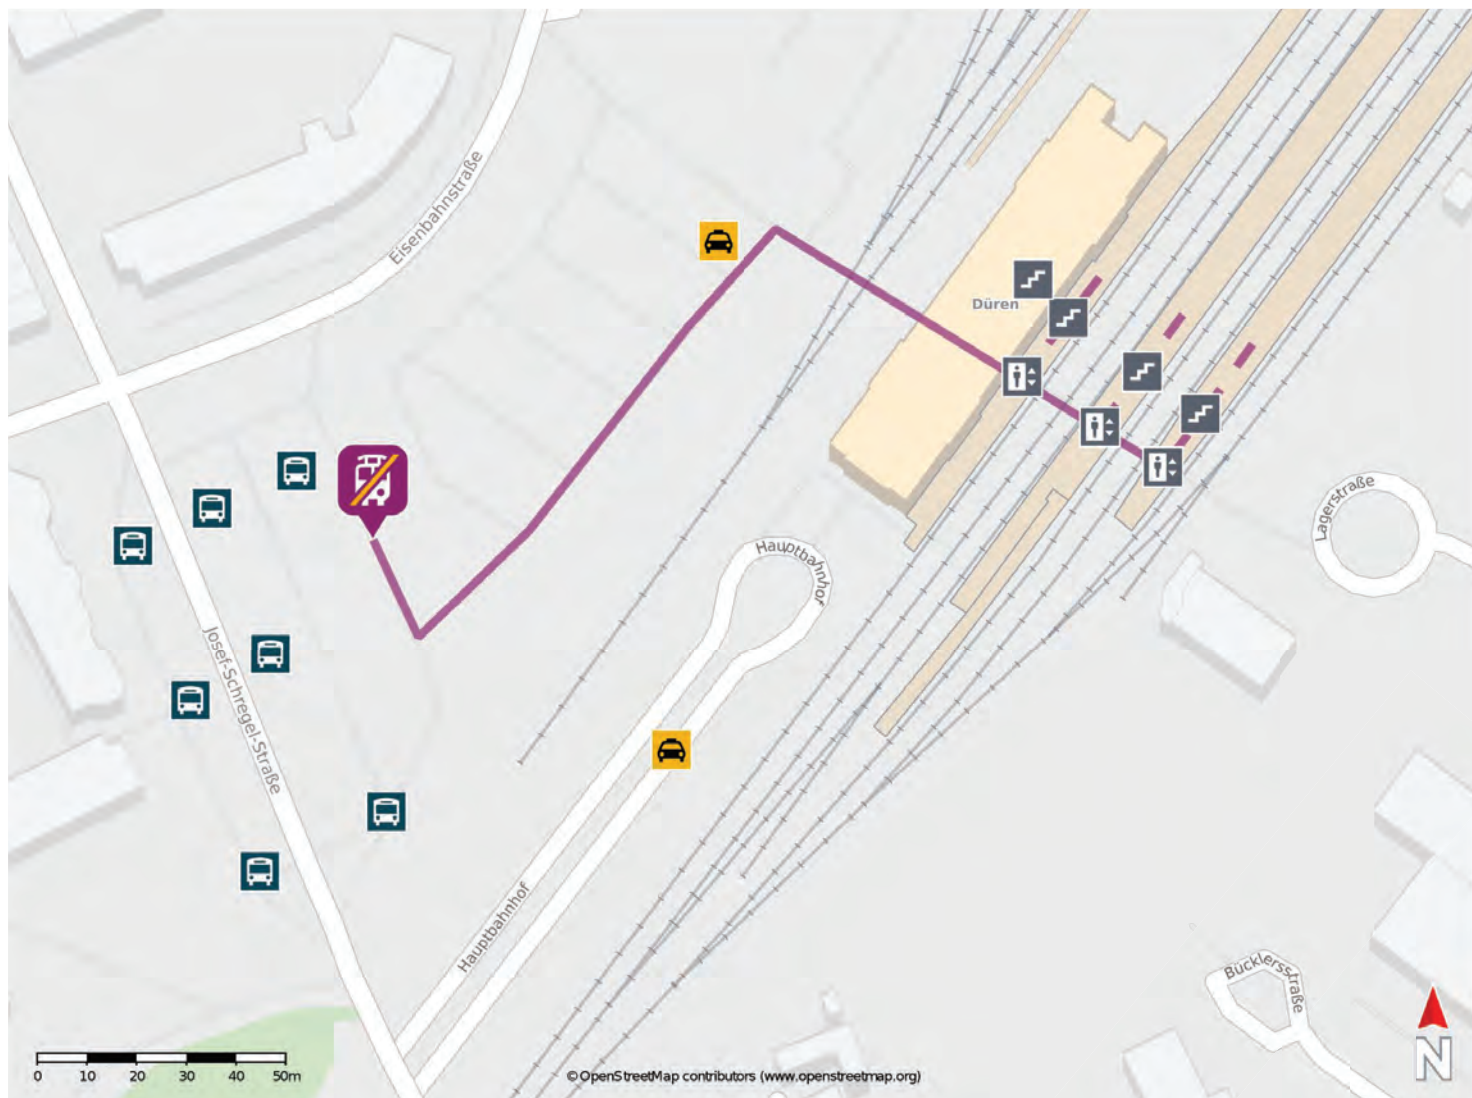 Eisenbahnstraße
Düren
Lagerstraße
Hauptbahnhof
Josef-Schregel-Straße
Hauptbahnhof
Bücklersstraße
0 10 20 30 40 50m
©OpenStreetMap contributors (www.openstreetmap.org)
N